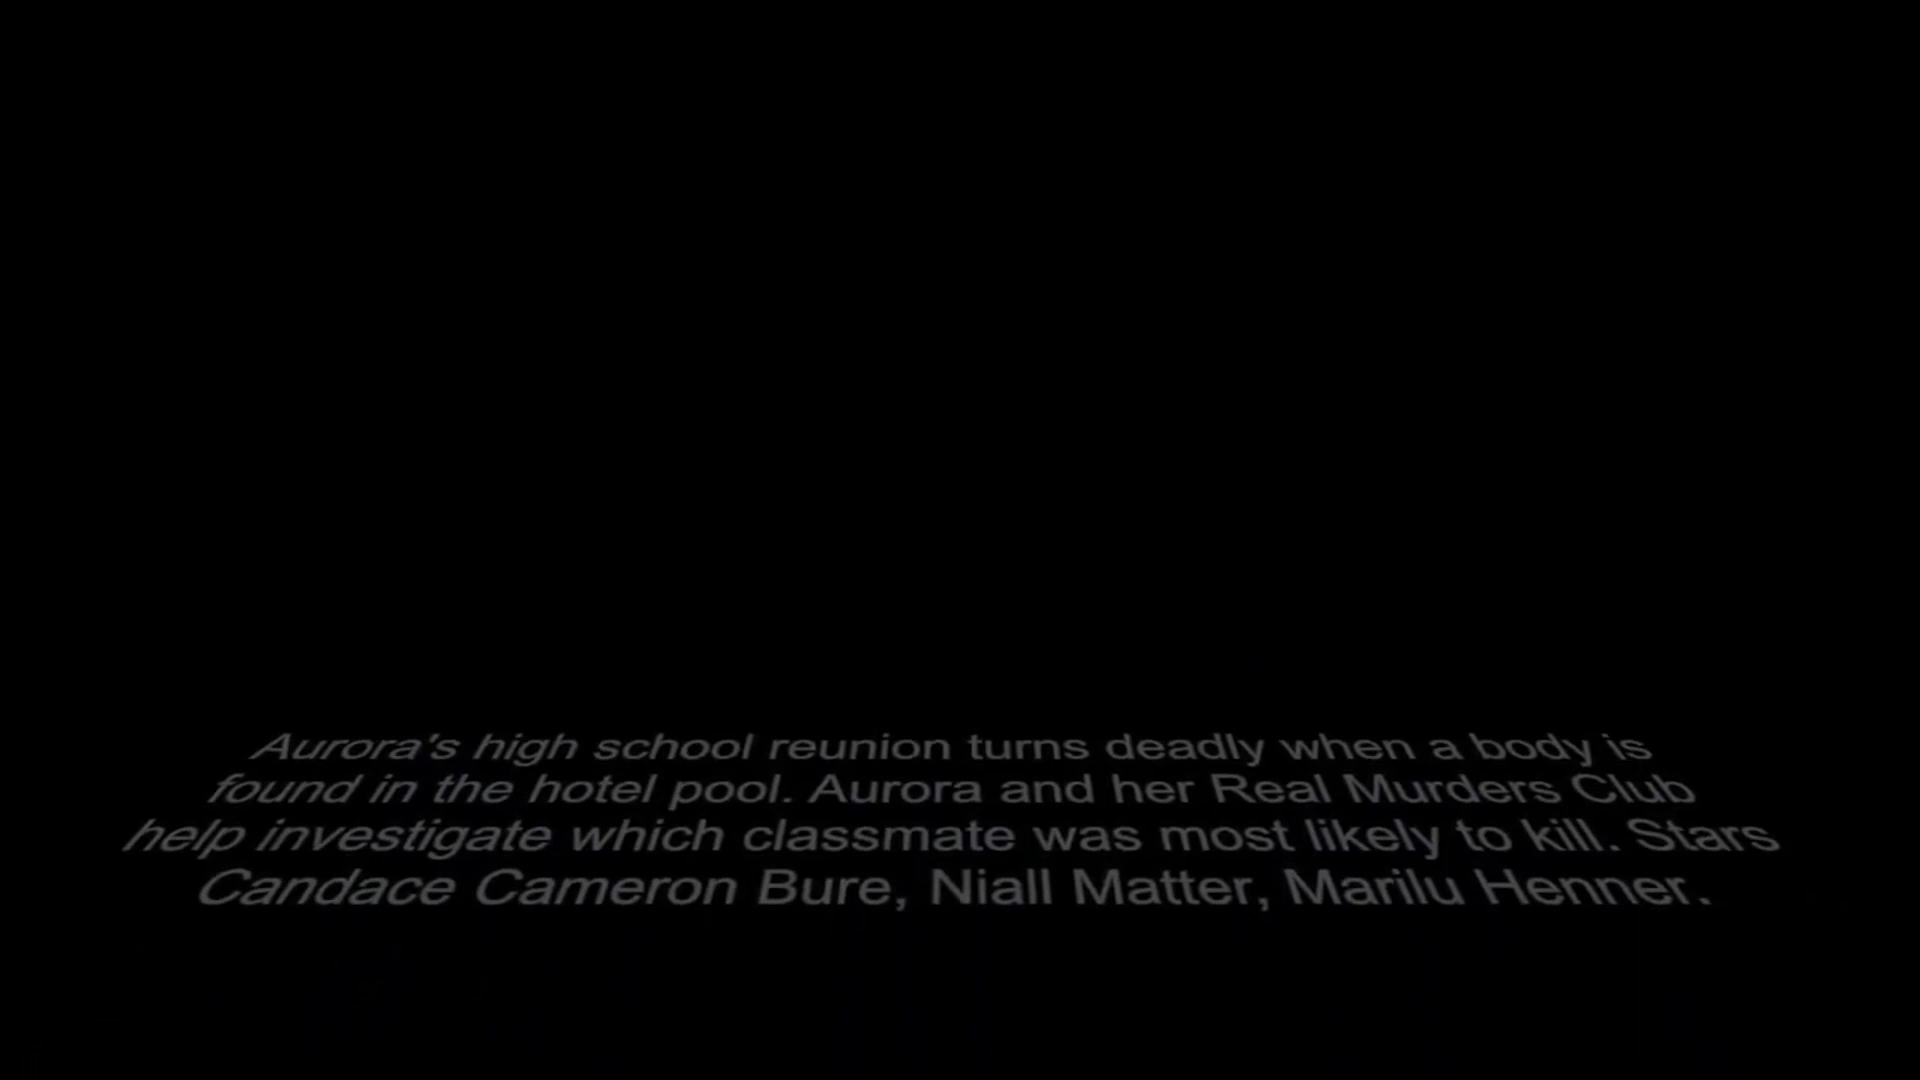 Aurora's high school reunion turns deadly when a body is
found in the hotel pool. Aurora and her Real Murders Club
help investigate which classmate was most likely to kill. Stars
Candace Cameron Bure, Niall Matter, Marilu Henner.